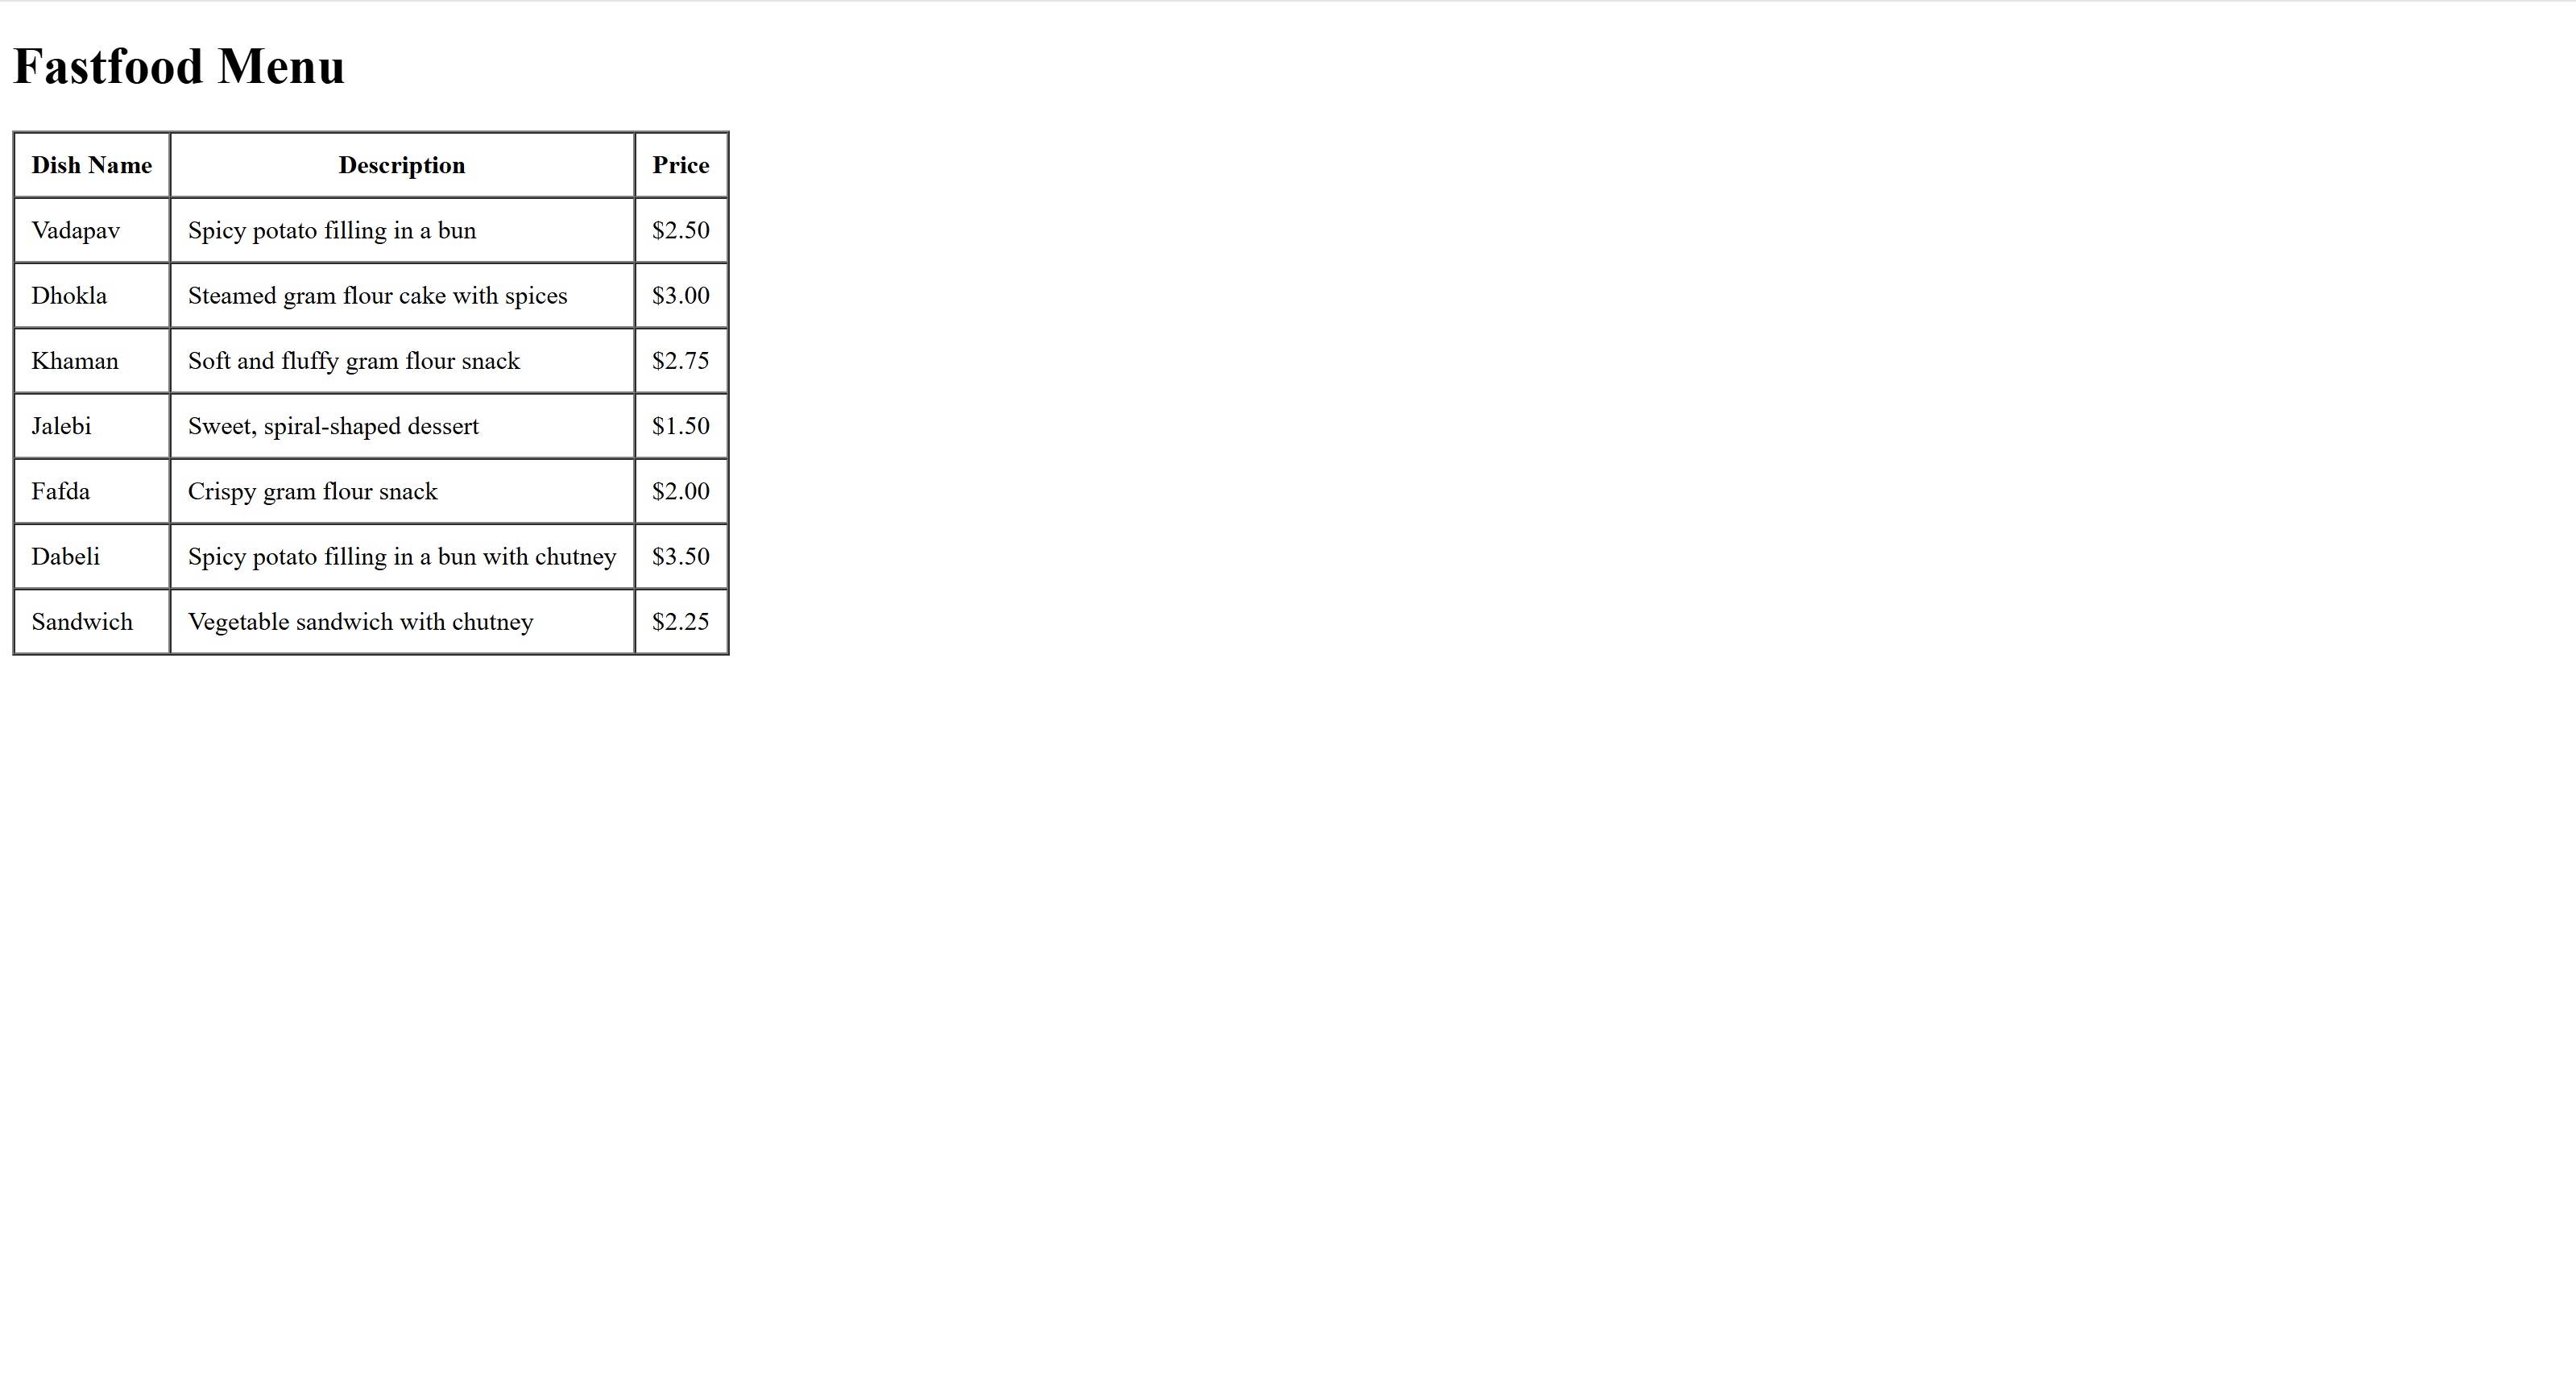 Fastfood Menu
Dish Name Description Price
Vadapav Spicy potato filling in a bun $2.50
Dhokla Steamed gram flour cake with spices $3.00
Khaman Soft and fluffy gram flour snack $2.75
Jalebi Sweet, spiral-shaped dessert $1.50
Fafda Crispy gram flour snack $2.00
Dabeli Spicy potato filling in a bun with chutney $3.50
Sandwich Vegetable sandwich with chutney $2.25